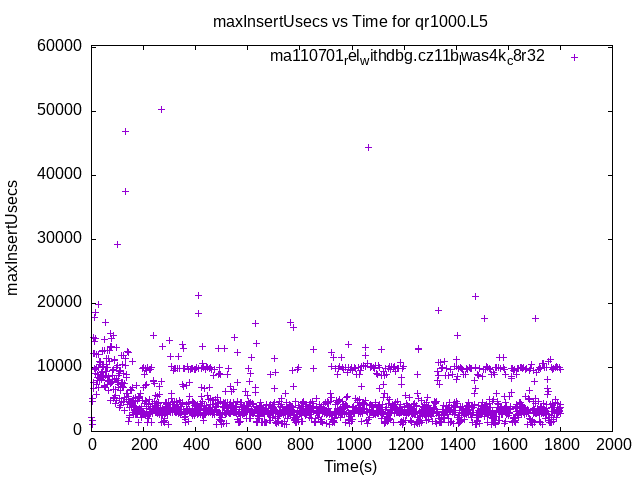 maxInsertUsecs vs Time for qr1000.L5
ma110701relwithdbg.cz11blwas4kc8r32
60000
50000
40000
30000
20000
10000
0
maxInsertUsecs
0 200 400 600 800 1000 1200 1400 1600 1800 2000
Time(s)